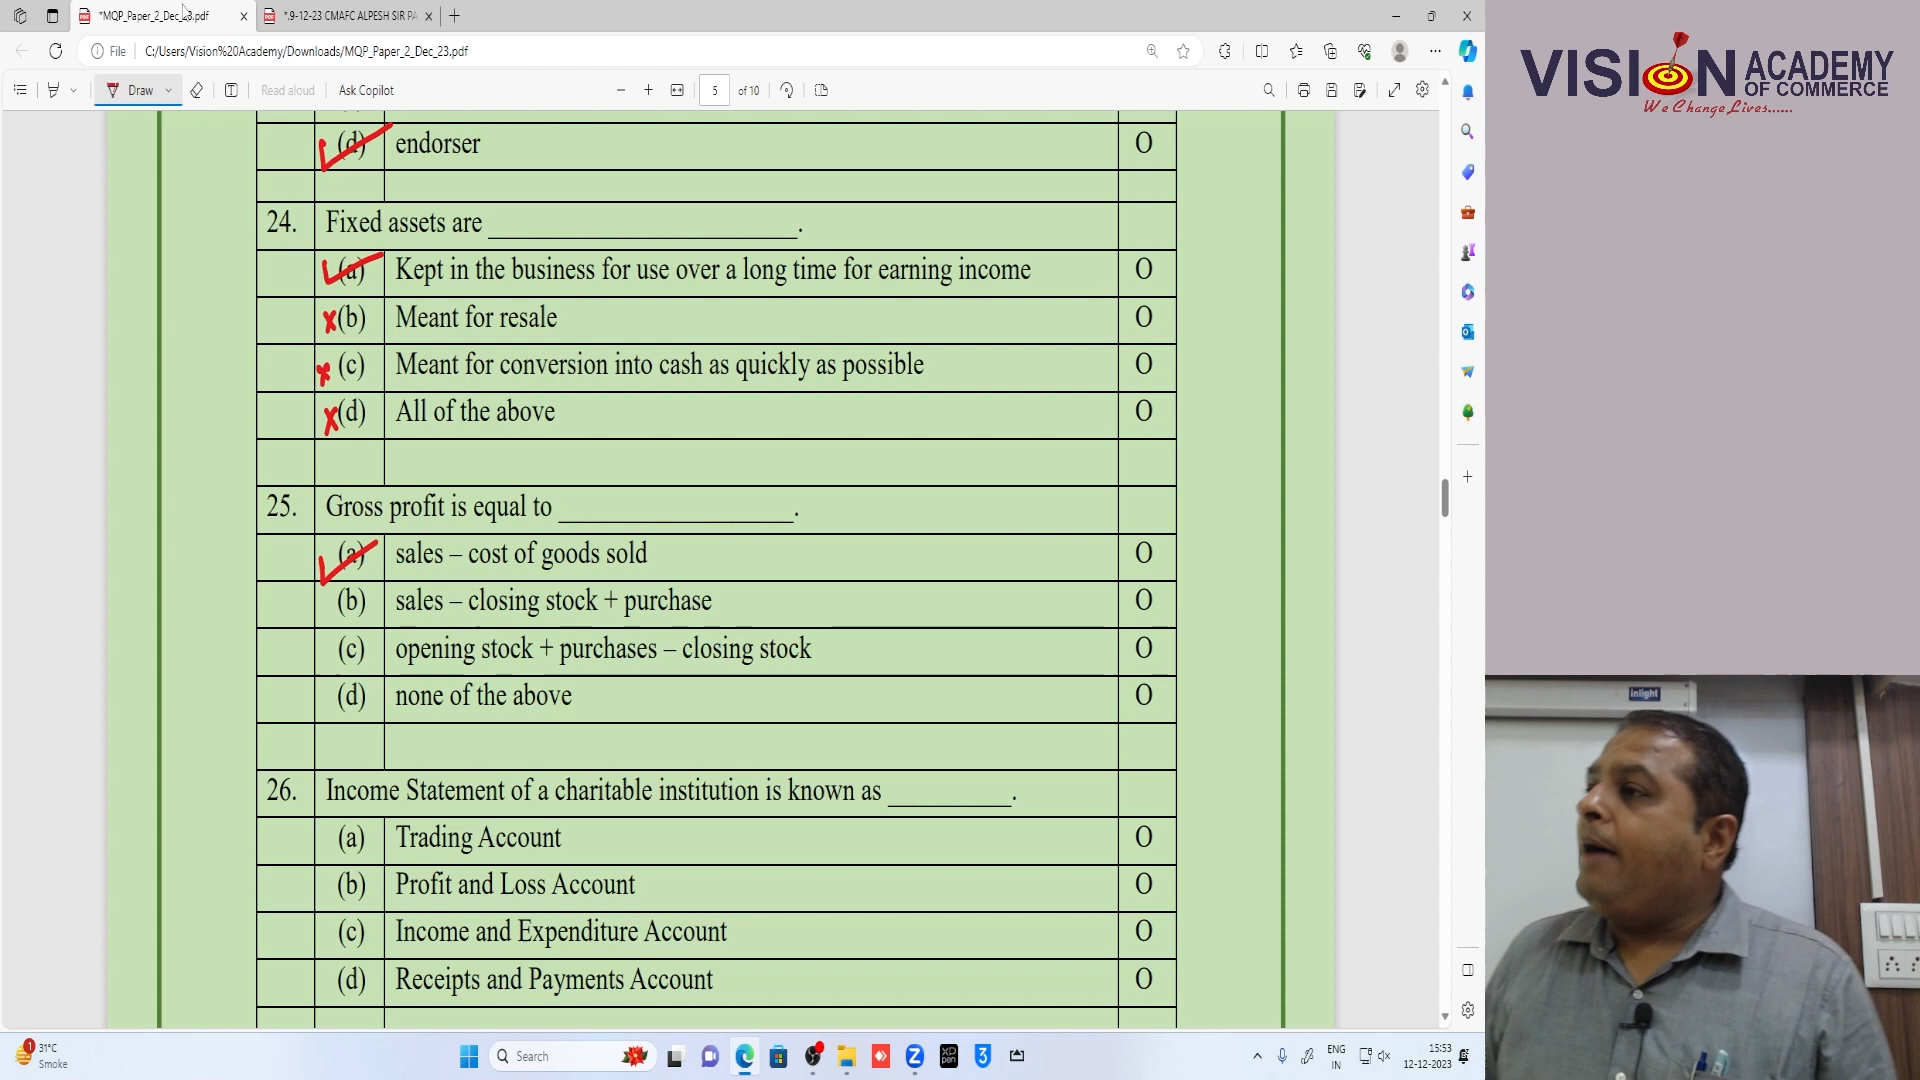 *MQP_Paper_2_Dec_23.pdf
*.9-12-23 CMAFC ALPESH SIR PA
File
C:/Users/Vision%20Academy/Downloads/MQP_Paper_2_Dec_23.pdf
Draw
Read aloud
Ask Copilot
5
of 10
VISION ACADEMY
OF COMMERCE
We Change Lives......
(d) endorser O
24. Fixed assets are ______________________.
(a) Kept in the business for use over a long time for earning income O
(b) Meant for resale O
(c) Meant for conversion into cash as quickly as possible O
(d) All of the above O
25. Gross profit is equal to _________________.
(a) sales – cost of goods sold O
(b) sales – closing stock + purchase O
(c) opening stock + purchases – closing stock O
(d) none of the above O
26. Income Statement of a charitable institution is known as _________.
(a) Trading Account O
(b) Profit and Loss Account O
(c) Income and Expenditure Account O
(d) Receipts and Payments Account O
inlight
1
31°C
Smoke
Search
ENG
IN
15:53
12-12-2023